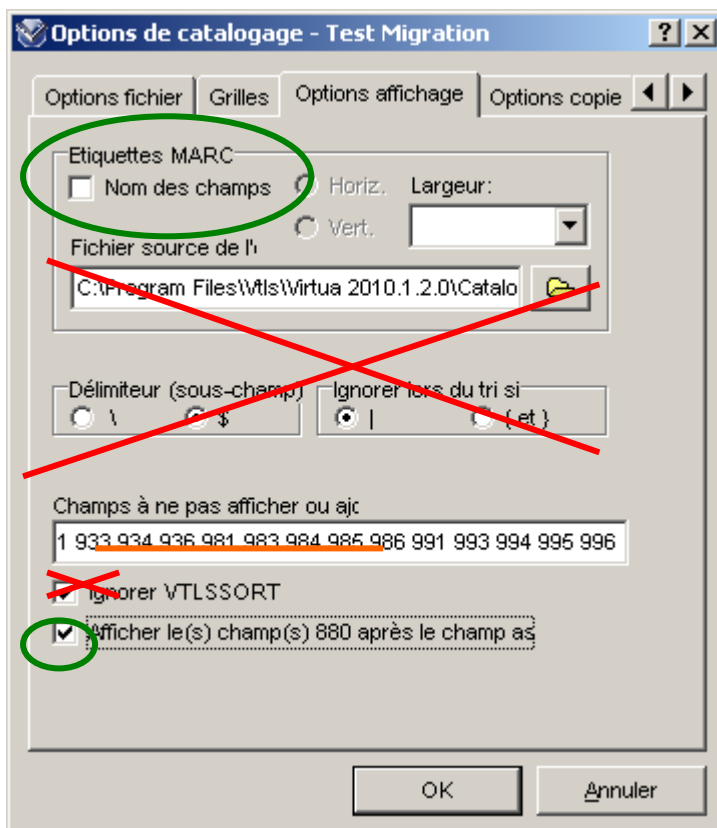 Options de catalogage - Test Migration
Options fichier Grilles Options affichage Options copie
Etiquettes MARC
Nom des champs Horiz. Largeur:
Vert.
Fichier source de l'
C:\Program Files\Vtls\Virtua 2010.1.2.0\Catalo
Délimiteur (sous-champ) Ignorer lors du tri si
\ $ | { et }
Champs à ne pas afficher ou ajo
1 933 934 936 981 983 984 985 986 991 993 994 995 996
Ignorer VTLSSORT
Afficher le(s) champ(s) 880 après le champ as
OK Annuler